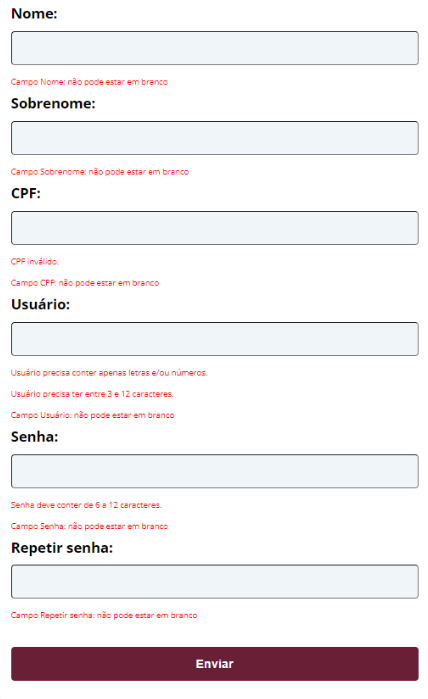 Nome:
Campo Nome: não pode estar em branco
Sobrenome:
Campo Sobrenome: não pode estar em branco
CPF:
CPF inválido.
Campo CPF: não pode estar em branco
Usuário:
Usuário precisa conter apenas letras e/ou números.
Usuário precisa ter entre 3 e 12 caracteres.
Campo Usuário: não pode estar em branco
Senha:
Senha deve conter de 6 a 12 caracteres.
Campo Senha: não pode estar em branco
Repetir senha:
Campo Repetir senha: não pode estar em branco
Enviar